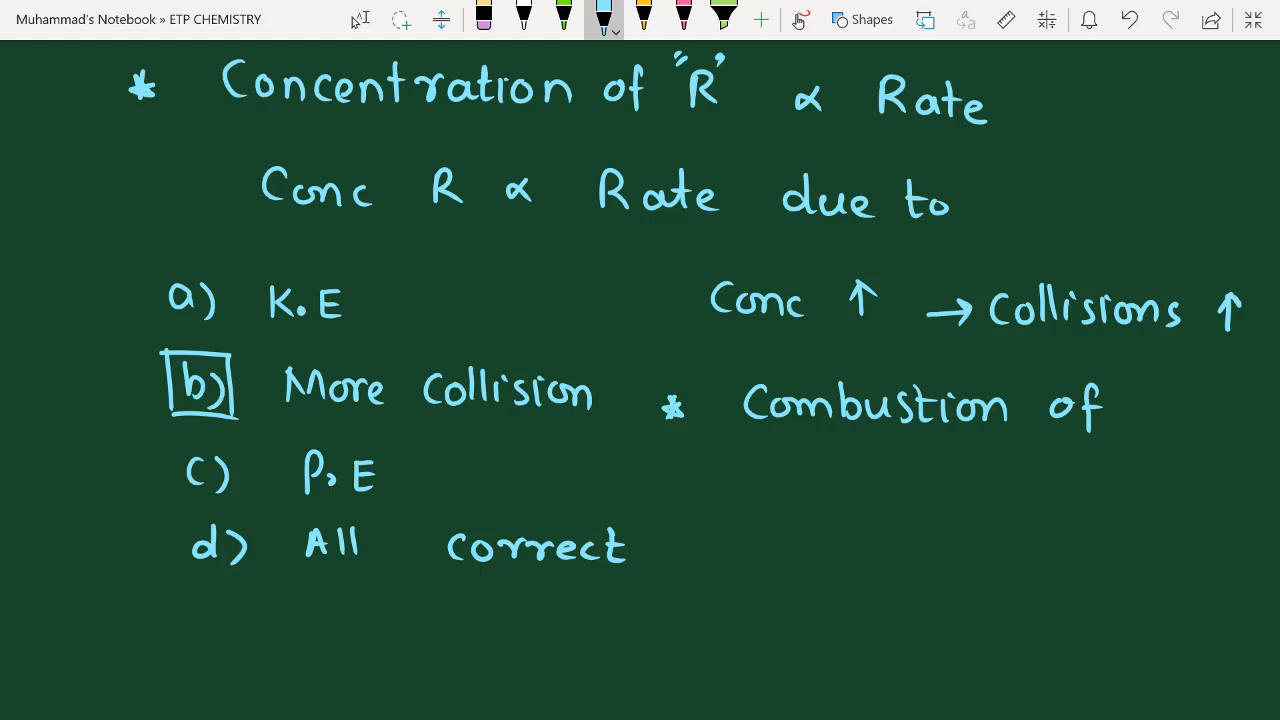 Muhammad's Notebook » ETP CHEMISTRY
Shapes
* Concentration of "R" ∝ Rate
Conc R ∝ Rate due to
a) K.E
Conc ↑ → Collisions ↑
b) More Collision
* Combustion of
c) P.E
d) All correct